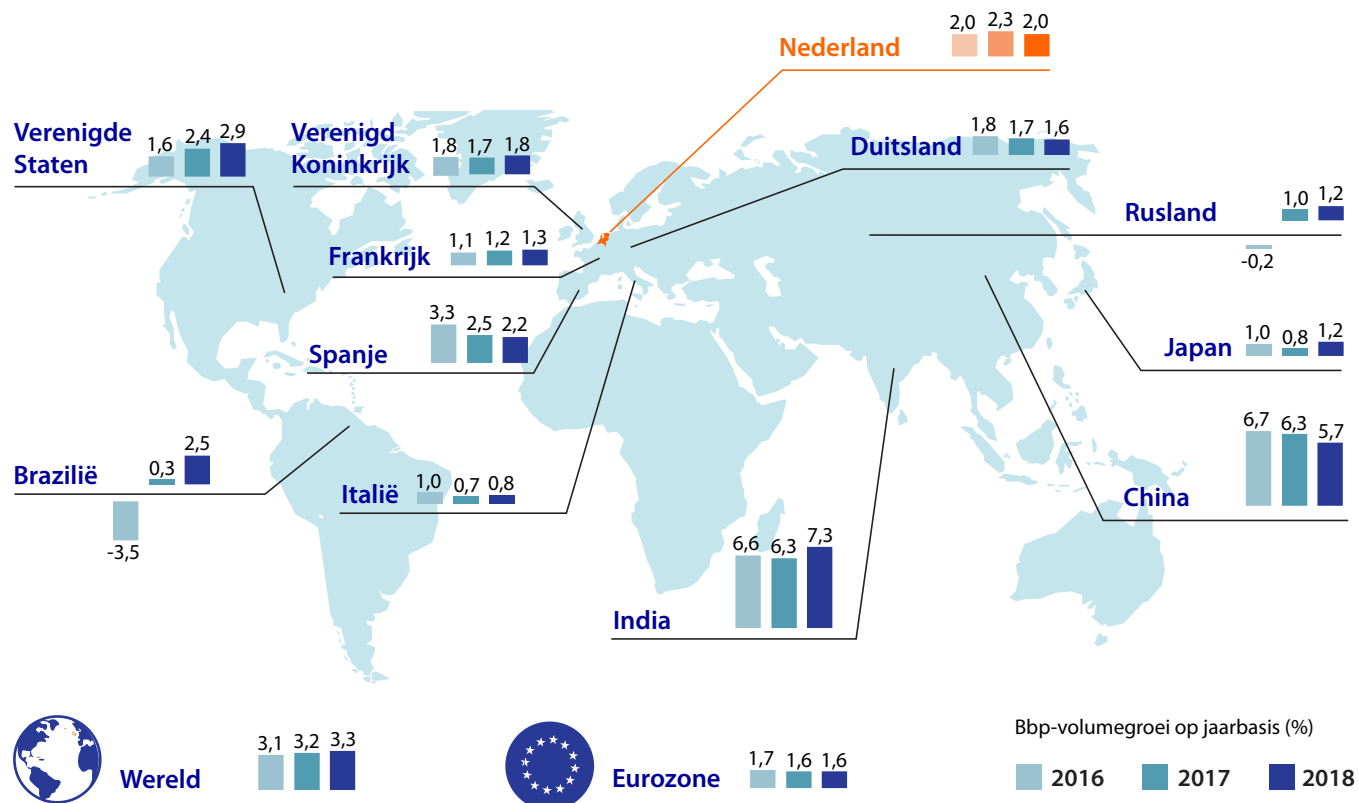 Nederland
2,0 2,3 2,0
Verenigde
Staten
1,6 2,4 2,9
Verenigd
Koninkrijk
1,8 1,7 1,8
Duitsland
1,8 1,7 1,6
Rusland
-0,2 1,0 1,2
Frankrijk
1,1 1,2 1,3
Spanje
3,3 2,5 2,2
Japan
1,0 0,8 1,2
Brazilië
-3,5 0,3 2,5
Italië
1,0 0,7 0,8
China
6,7 6,3 5,7
India
6,6 6,3 7,3
Wereld
3,1 3,2 3,3
Eurozone
1,7 1,6 1,6
Bbp-volumegroei op jaarbasis (%)
2016 2017 2018